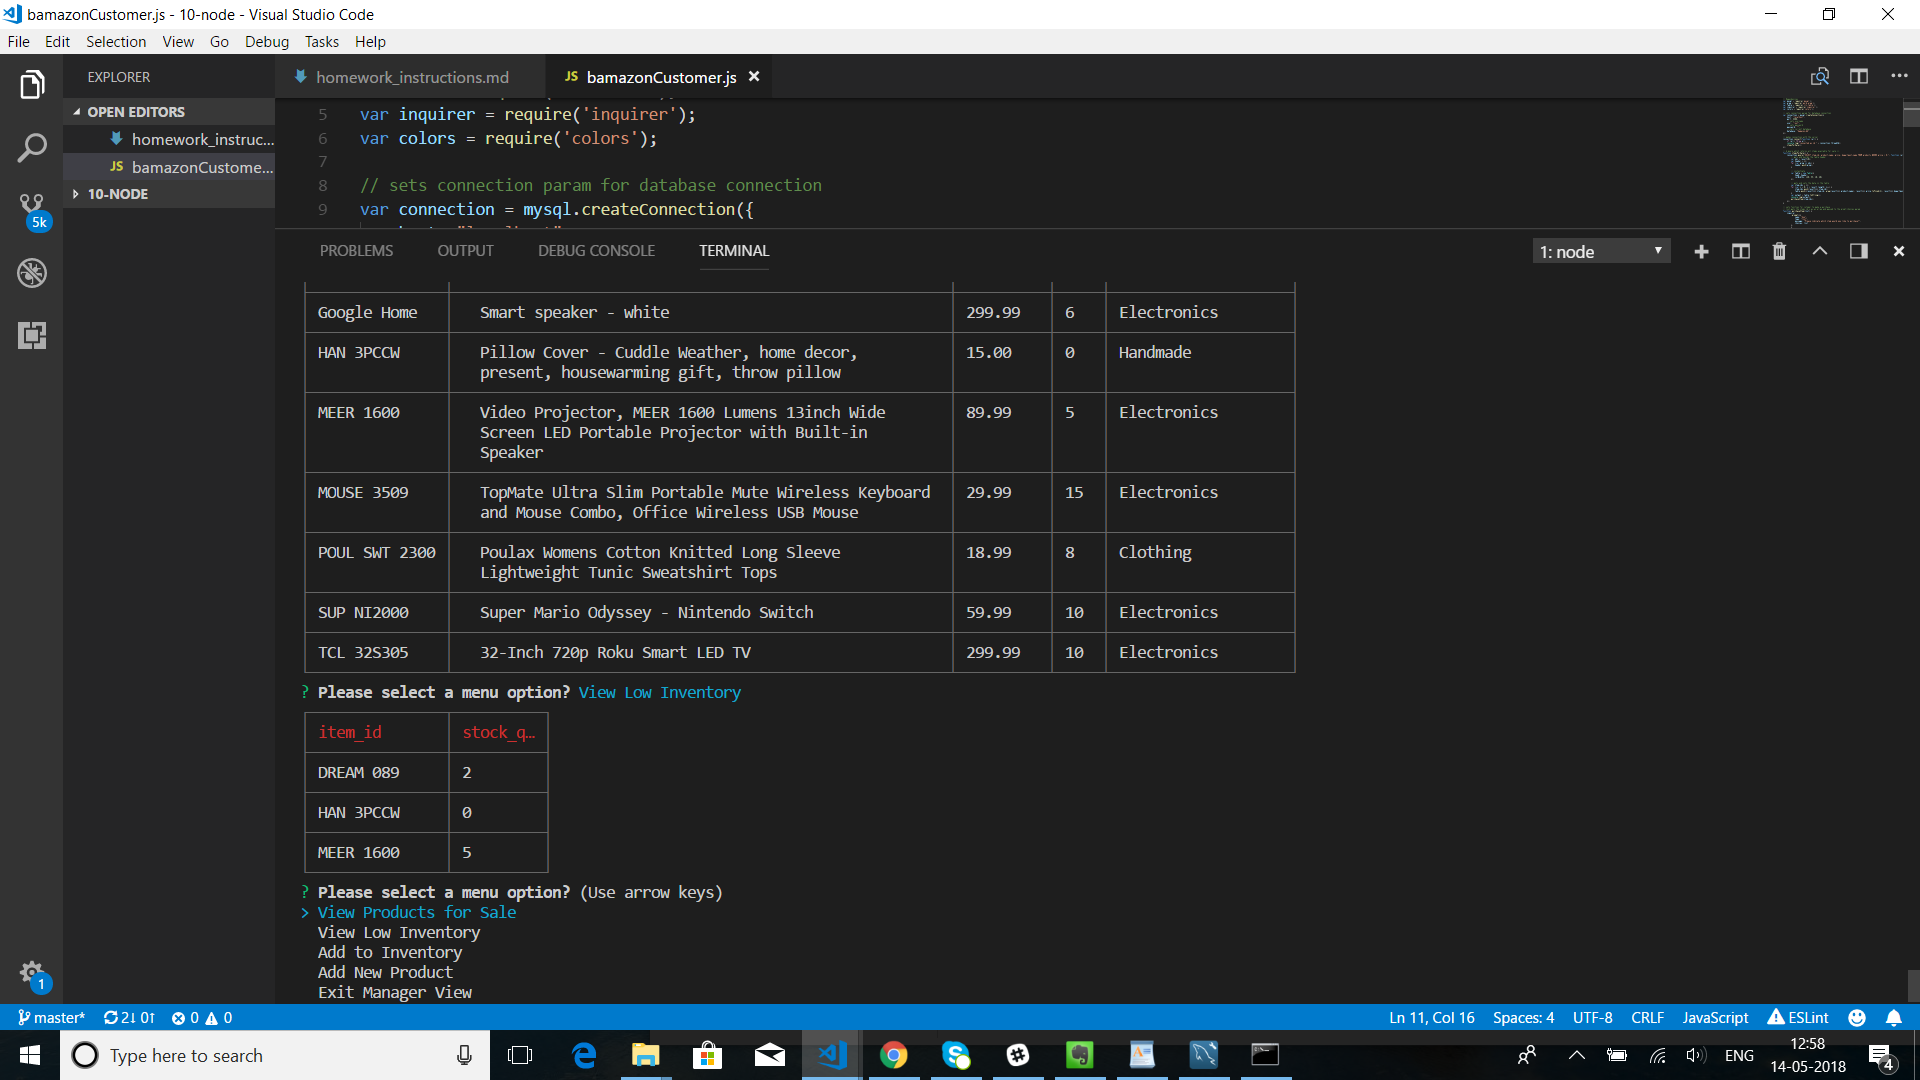 bamazonCustomer.js - 10-node - Visual Studio Code
File Edit Selection View Go Debug Tasks Help
EXPLORER
OPEN EDITORS
homework_instruc...
JS bamazonCustome...
10-NODE
5k
1
homework_instructions.md
JS bamazonCustomer.js
5 var inquirer = require('inquirer');
6 var colors = require('colors');
7
8 // sets connection param for database connection
9 var connection = mysql.createConnection({
PROBLEMS OUTPUT DEBUG CONSOLE TERMINAL
1: node
Google Home Smart speaker - white 299.99 6 Electronics
HAN 3PCCW Pillow Cover - Cuddle Weather, home decor, 15.00 0 Handmade
present, housewarming gift, throw pillow
MEER 1600 Video Projector, MEER 1600 Lumens 13inch Wide 89.99 5 Electronics
Screen LED Portable Projector with Built-in
Speaker
MOUSE 3509 TopMate Ultra Slim Portable Mute Wireless Keyboard 29.99 15 Electronics
and Mouse Combo, Office Wireless USB Mouse
POUL SWT 2300 Poulax Womens Cotton Knitted Long Sleeve 18.99 8 Clothing
Lightweight Tunic Sweatshirt Tops
SUP NI2000 Super Mario Odyssey - Nintendo Switch 59.99 10 Electronics
TCL 32S305 32-Inch 720p Roku Smart LED TV 299.99 10 Electronics
? Please select a menu option? View Low Inventory
item_id stock_q…
DREAM 089 2
HAN 3PCCW 0
MEER 1600 5
? Please select a menu option? (Use arrow keys)
> View Products for Sale
View Low Inventory
Add to Inventory
Add New Product
Exit Manager View
master* 2↓ 0↑ 0 0
Ln 11, Col 16 Spaces: 4 UTF-8 CRLF JavaScript ESLint
Type here to search
ENG
12:58
14-05-2018
4